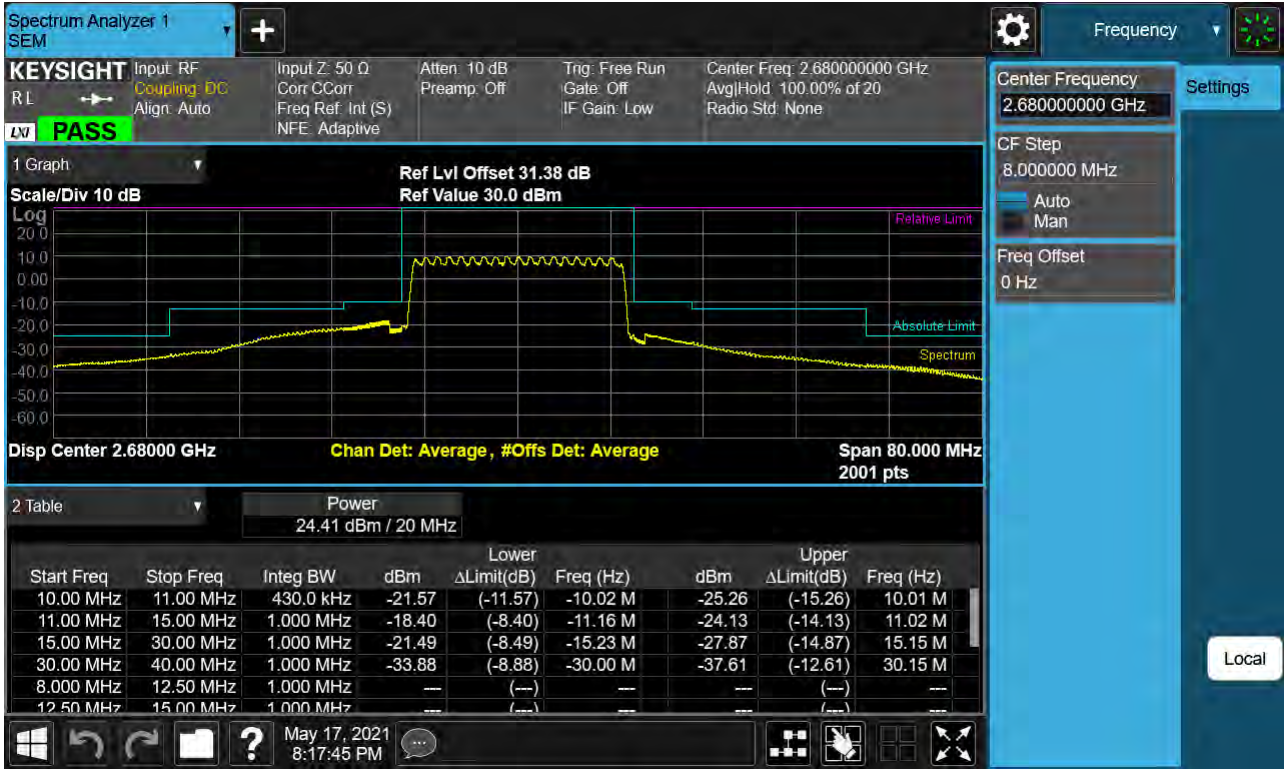 Spectrum Analyzer 1
SEM
+
Frequency
KEYSIGHT
RL
LXI
PASS
Input: RF
Coupling: DC
Align: Auto
Input Z: 50 Ω
Corr CCorr
Freq Ref: Int (S)
NFE: Adaptive
Atten: 10 dB
Preamp: Off
Trig: Free Run
Gate: Off
IF Gain: Low
Center Freq: 2.680000000 GHz
Avg|Hold: 100.00% of 20
Radio Std: None
Center Frequency
2.680000000 GHz
Settings
CF Step
8.000000 MHz
Auto
Man
Freq Offset
0 Hz
1 Graph
Scale/Div 10 dB
Ref Lvl Offset 31.38 dB
Ref Value 30.0 dBm
Log
20.0
10.0
0.00
-10.0
-20.0
-30.0
-40.0
-50.0
-60.0
Relative Limit
Absolute Limit
Spectrum
Disp Center 2.68000 GHz
Chan Det: Average, #Offs Det: Average
Span 80.000 MHz
2001 pts
2 Table
Power
24.41 dBm / 20 MHz
Lower Upper
Start Freq Stop Freq Integ BW dBm ΔLimit(dB) Freq (Hz) dBm ΔLimit(dB) Freq (Hz)
10.00 MHz 11.00 MHz 430.0 kHz -21.57 (-11.57) -10.02 M -25.26 (-15.26) 10.01 M
11.00 MHz 15.00 MHz 1.000 MHz -18.40 (-8.40) -11.16 M -24.13 (-14.13) 11.02 M
15.00 MHz 30.00 MHz 1.000 MHz -21.49 (-8.49) -15.23 M -27.87 (-14.87) 15.15 M
30.00 MHz 40.00 MHz 1.000 MHz -33.88 (-8.88) -30.00 M -37.61 (-12.61) 30.15 M
8.000 MHz 12.50 MHz 1.000 MHz --- (---) --- --- (---) ---
12.50 MHz 15.00 MHz 1.000 MHz --- (---) --- --- (---) ---
Local
?
May 17, 2021
8:17:45 PM